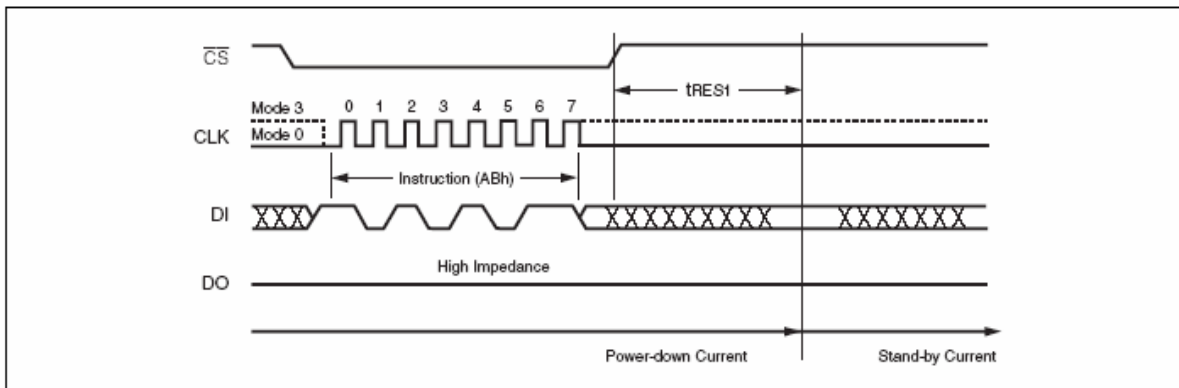 CS
tRES1
Mode 3 0 1 2 3 4 5 6 7
CLK Mode 0
Instruction (ABh)
DI
High Impedance
DO
Power-down Current Stand-by Current